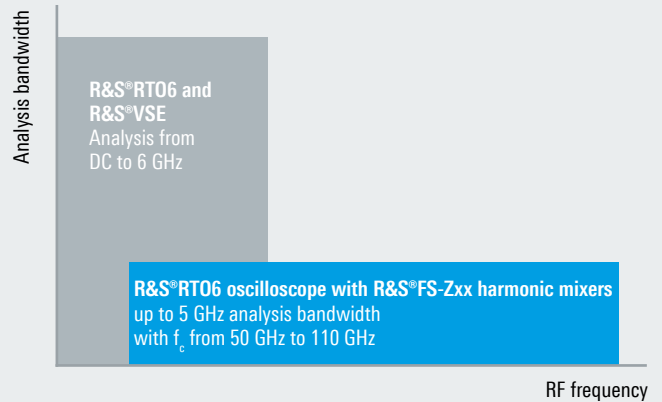 Analysis bandwidth
R&S®RTO6 and
R&S®VSE
Analysis from
DC to 6 GHz
R&S®RTO6 oscilloscope with R&S®FS-Zxx harmonic mixers
up to 5 GHz analysis bandwidth
with fc from 50 GHz to 110 GHz
RF frequency